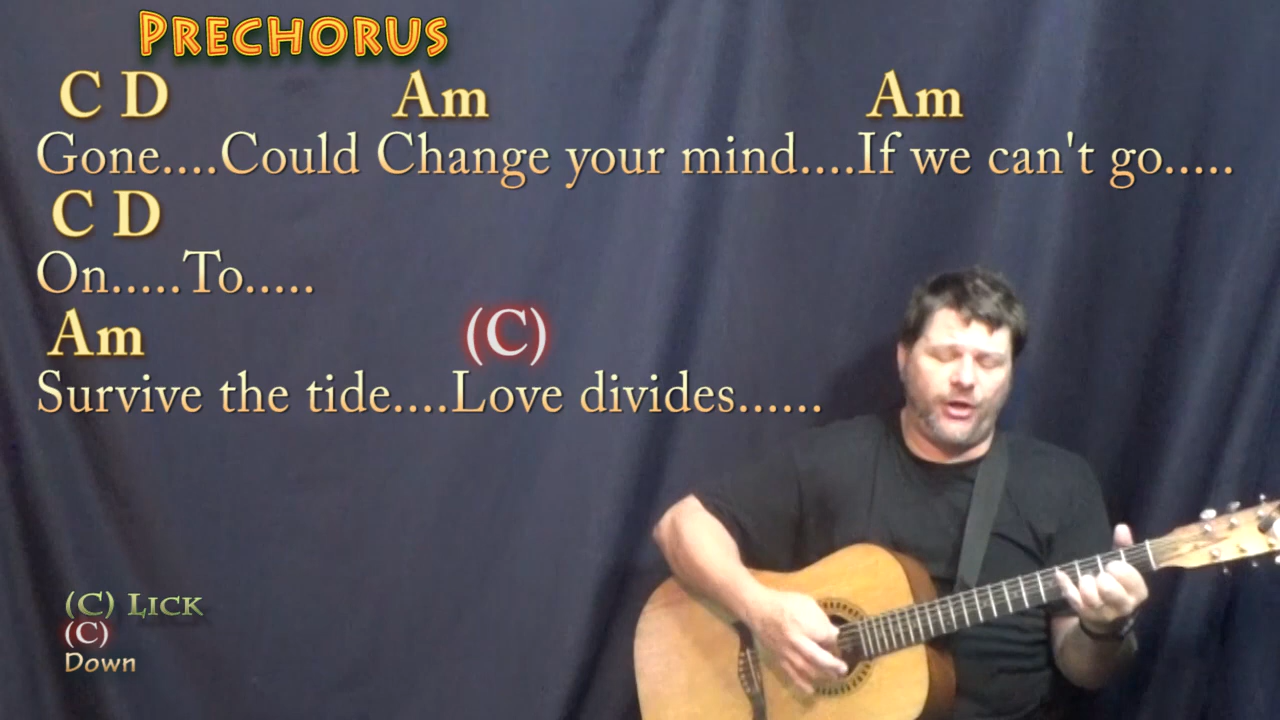 PRECHORUS
C D Am Am
Gone....Could Change your mind....If we can't go.....
C D
On.....To.....
Am (C)
Survive the tide....Love divides......
(C) LICK
(C)
Down